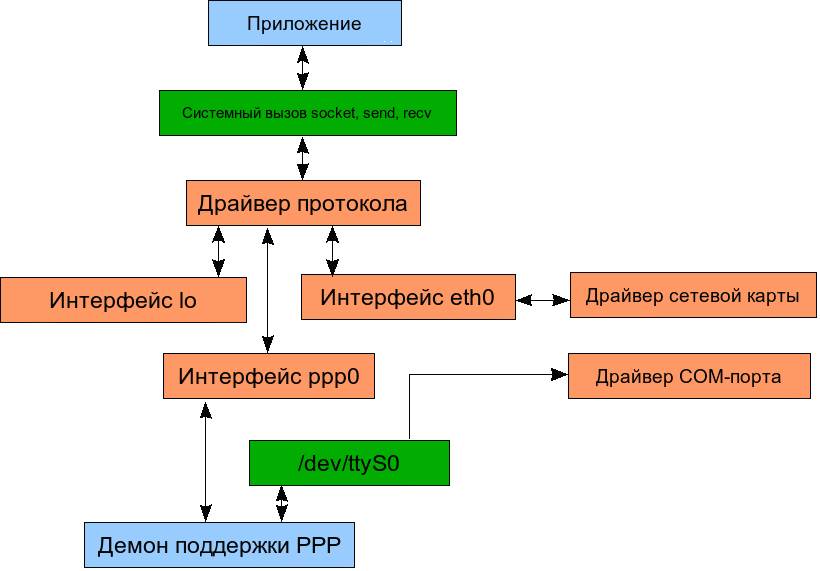 Приложение
Системный вызов socket, send, recv
Драйвер протокола
Интерфейс lo
Интерфейс eth0
Драйвер сетевой карты
Интерфейс ppp0
Драйвер COM-порта
/dev/ttyS0
Демон поддержки PPP